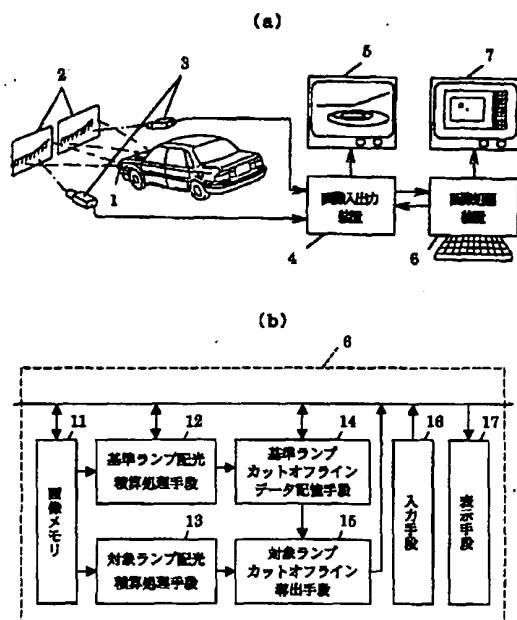 (a)
5
7
2
3
1
画像入出力
装置
画像処理
装置
4
6
(b)
6
11
12
14
16
17
画像メモリ
基準ランプ配光
積算処理手段
基準ランプ
カットオフライン
データ記憶手段
入力手段
表示手段
13
15
対象ランプ配光
積算処理手段
対象ランプ
カットオフライン
算出手段